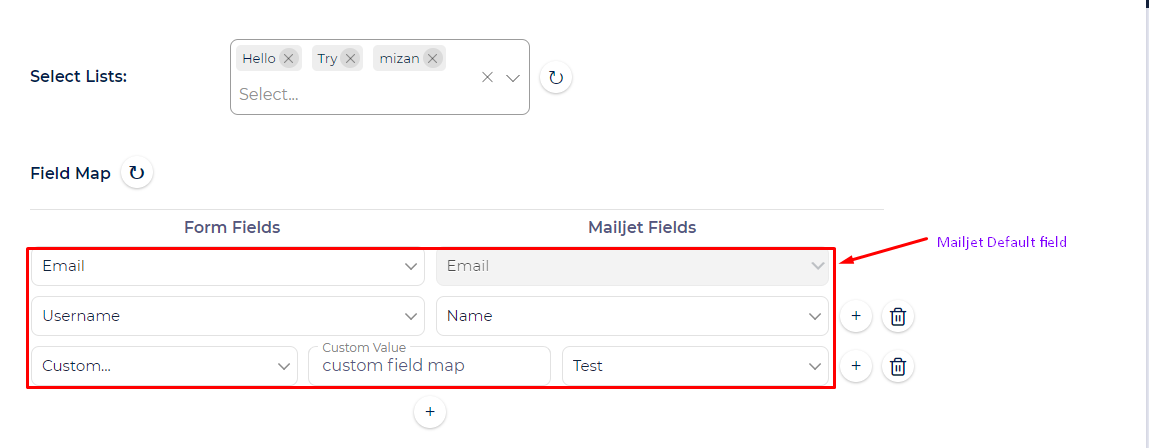 Hello Try mizan
Select Lists:
Select...
Field Map
Form Fields Mailjet Fields
Mailjet Default field
Email Email
Username Name
+
Custom Value
Custom... custom field map Test
+
+